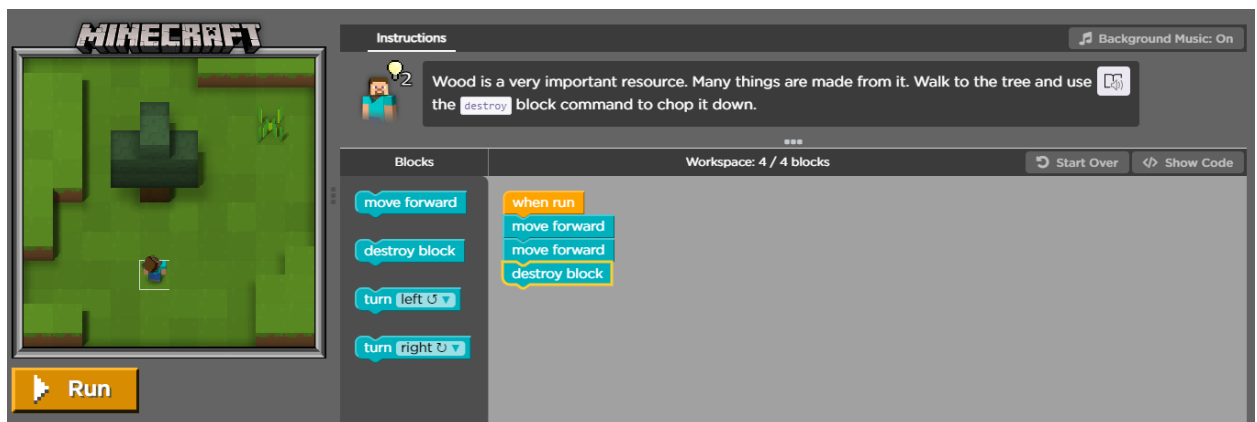 MINECRAFT
Instructions
Background Music: On
2
Wood is a very important resource. Many things are made from it. Walk to the tree and use
the destroy block command to chop it down.
Blocks
Workspace: 4 / 4 blocks
Start Over
</> Show Code
move forward
destroy block
turn left ↺ ▼
turn right ↻ ▼
when run
move forward
move forward
destroy block
Run